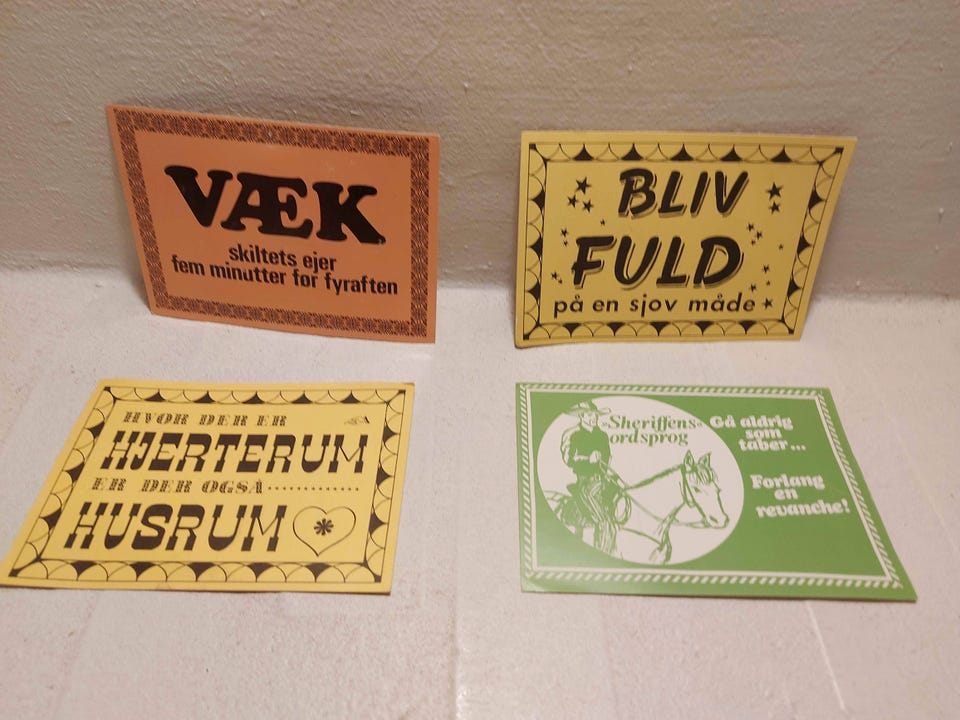 VÆK
skiltets ejer
fem minutter før fyraften
BLIV
FULD
på en sjov måde
HVOR DER ER
HJERTERUM
ER DER OGSÅ..............
HUSRUM
»Sheriffens«
ordsprog
Gå aldrig
som
taber...
Forlang
en
revanche!